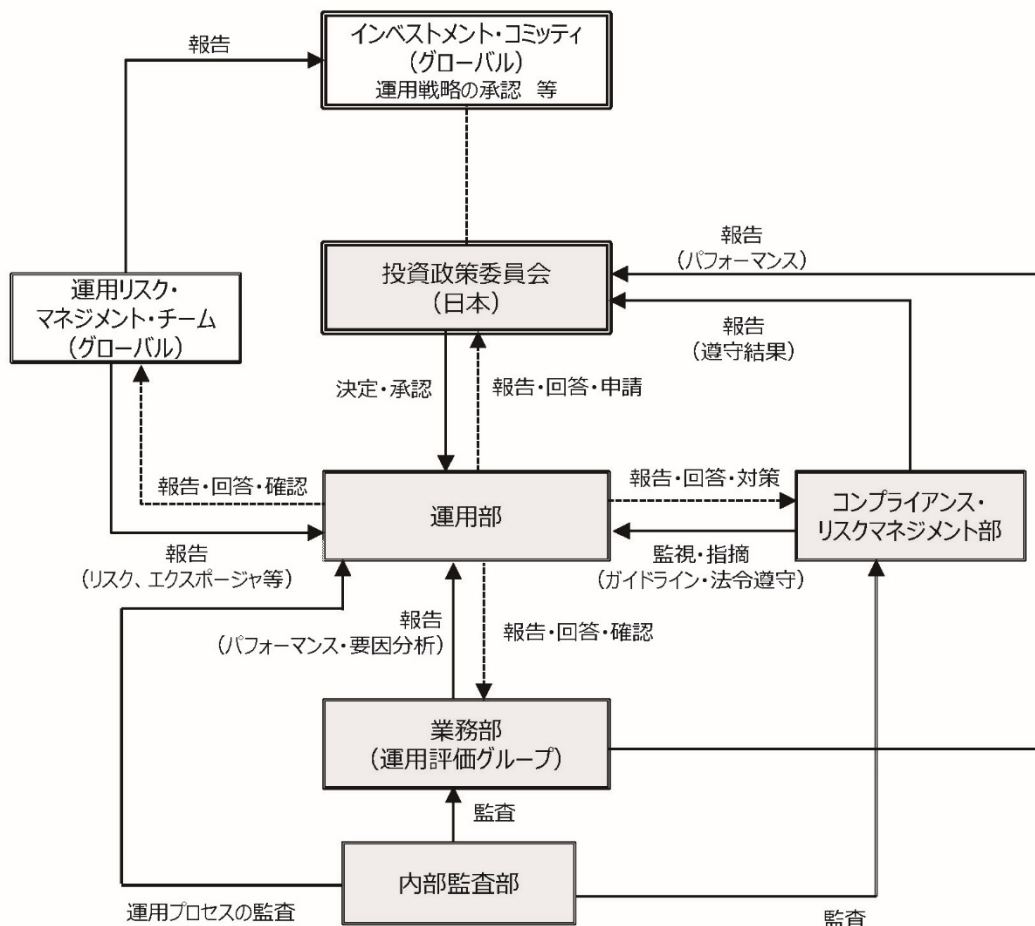 インベストメント・コミッティ
(グローバル)
運用戦略の承認 等
報告
投資政策委員会
(日本)
報告
(パフォーマンス)
運用リスク・
マネジメント・チーム
(グローバル)
報告
(遵守結果)
決定・承認
報告・回答・申請
報告・回答・確認
運用部
報告・回答・対策
コンプライアンス・
リスクマネジメント部
監視・指摘
(ガイドライン・法令遵守)
報告
(リスク、エクスポージャ等)
報告
(パフォーマンス・要因分析)
報告・回答・確認
業務部
(運用評価グループ)
監査
内部監査部
運用プロセスの監査
監査